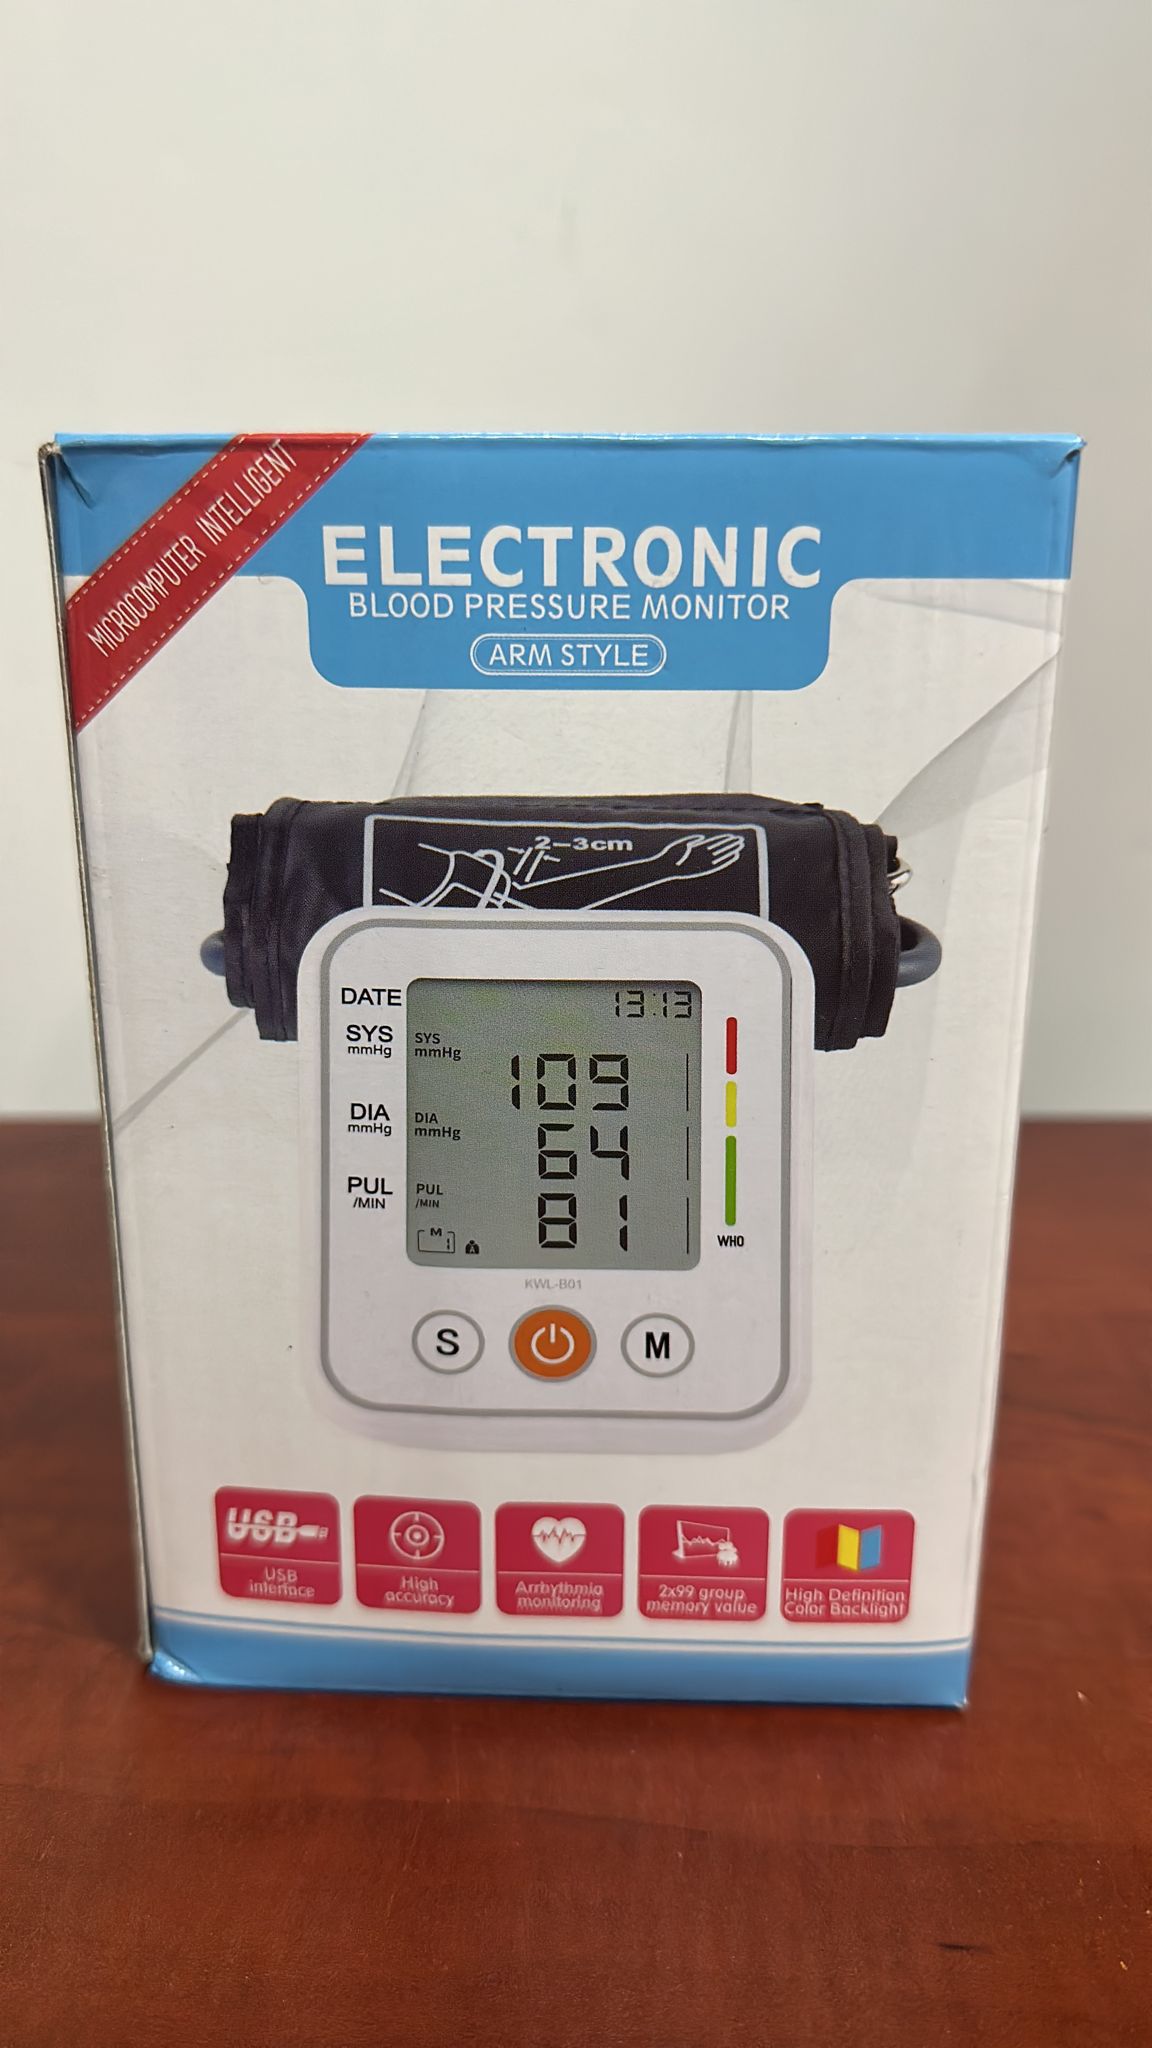 MICROCOMPUTER INTELLIGENT
ELECTRONIC
BLOOD PRESSURE MONITOR
ARM STYLE
2-3cm
DATE
13:13
SYS
mmHg
SYS
mmHg
109
DIA
mmHg
DIA
mmHg
64
PUL
/MIN
PUL
/MIN
81
M
1
A
WHO
KWL-B01
S
M
USB
USB
interface
High
accuracy
Arrhythmia
monitoring
2x99 group
memory value
High Definition
Color Backlight